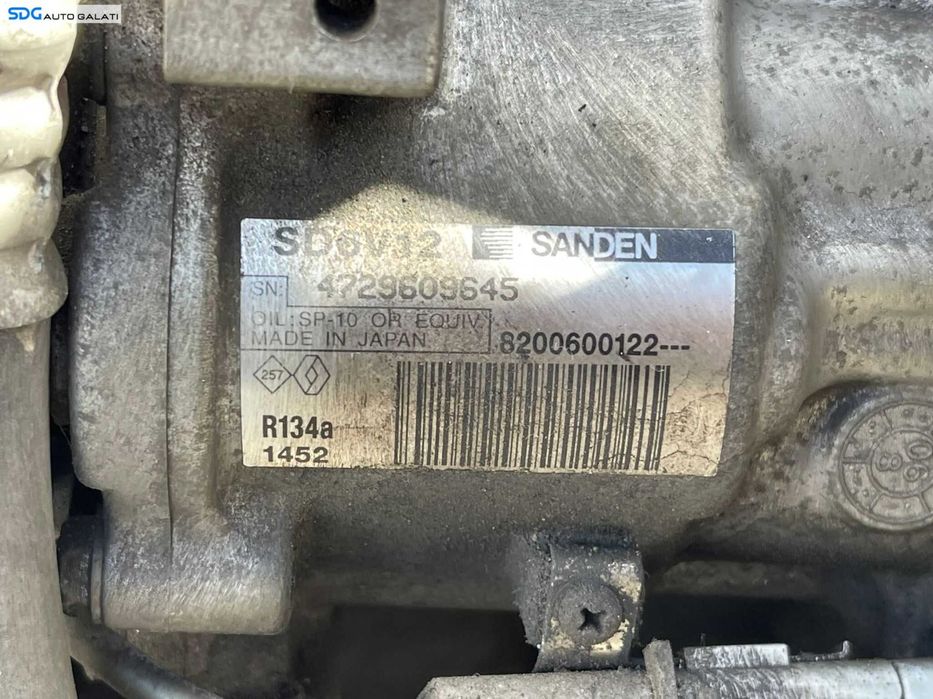 SDG AUTO GALATI
SD6V12 SANDEN
SN: 4729609645
OIL: SP-10 OR EQUIV.
MADE IN JAPAN
8200600122---
257
R134a
1452